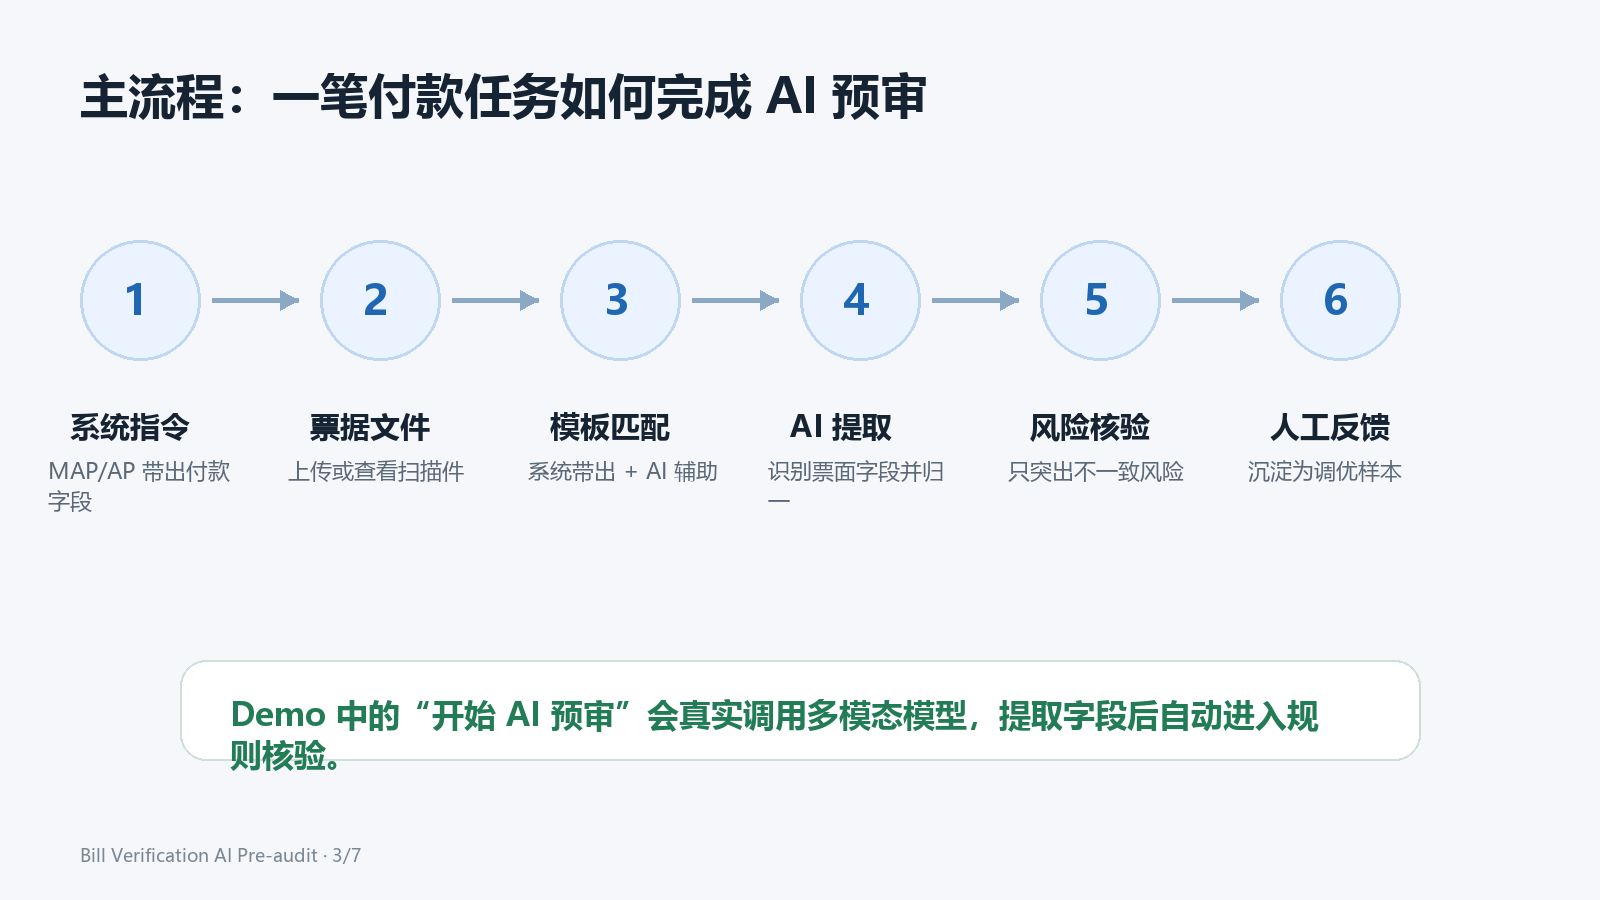 主流程：一笔付款任务如何完成 AI 预审
1
2
3
4
5
6
系统指令
MAP/AP 带出付款
字段
票据文件
上传或查看扫描件
模板匹配
系统带出 + AI 辅助
AI 提取
识别票面字段并归
一
风险核验
只突出不一致风险
人工反馈
沉淀为调优样本
Demo 中的“开始 AI 预审”会真实调用多模态模型，提取字段后自动进入规
则核验。
Bill Verification AI Pre-audit · 3/7